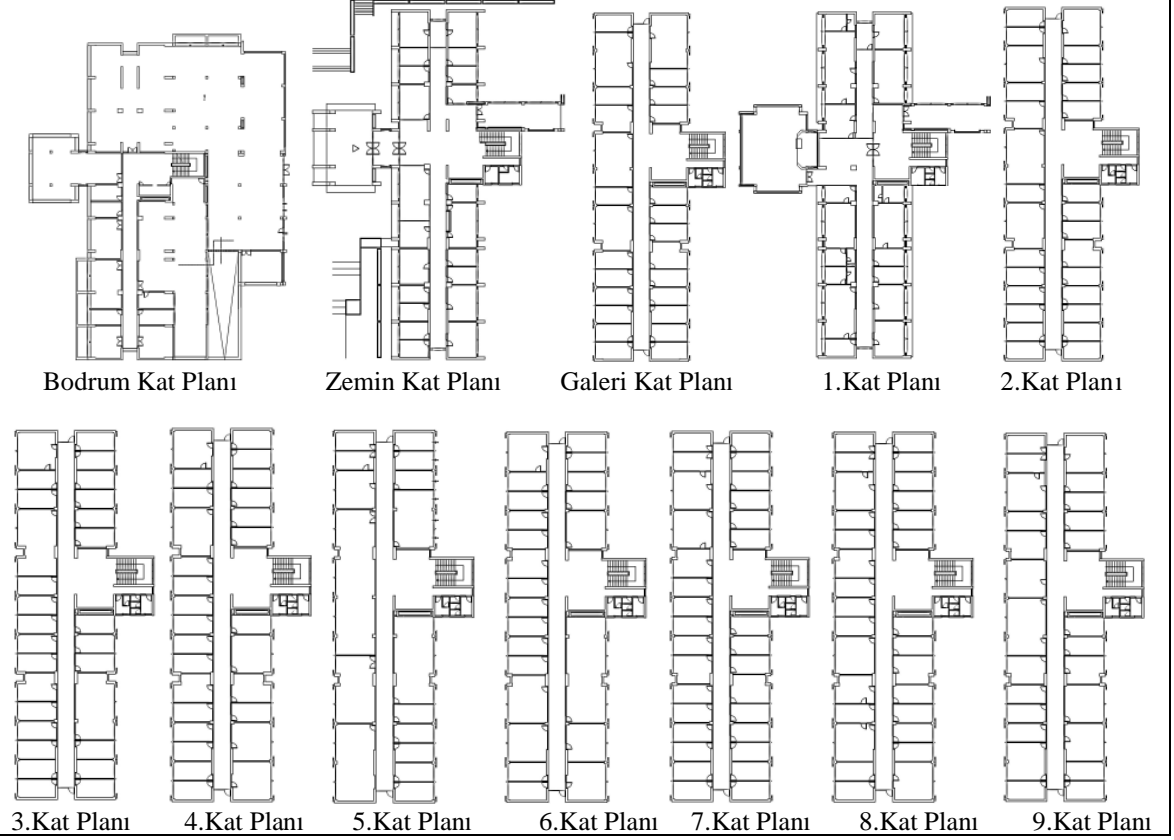 Bodrum Kat Planı Zemin Kat Planı Galeri Kat Planı 1.Kat Planı 2.Kat Planı
3.Kat Planı 4.Kat Planı 5.Kat Planı 6.Kat Planı 7.Kat Planı 8.Kat Planı 9.Kat Planı